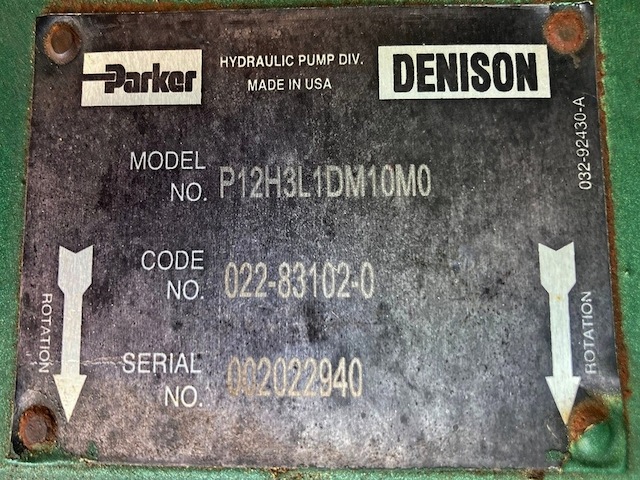 Parker
HYDRAULIC PUMP DIV.
MADE IN USA
DENISON
032-92430-A
MODEL NO. P12H3L1DM10M0
CODE NO. 022-83102-0
SERIAL NO. 002022940
ROTATION
ROTATION